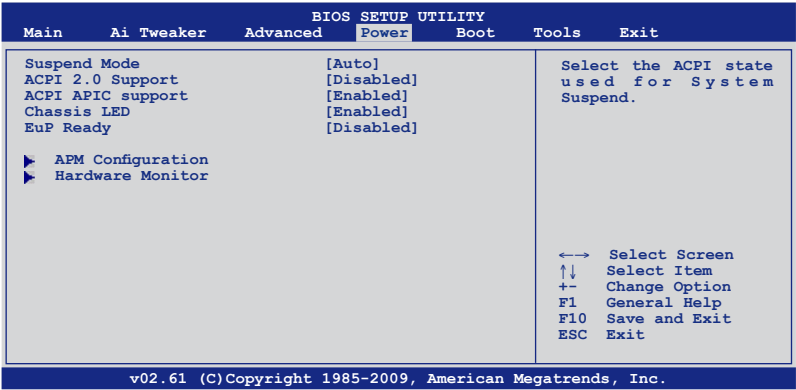 BIOS SETUP UTILITY
Main Ai Tweaker Advanced Power Boot Tools Exit
Suspend Mode [Auto]
ACPI 2.0 Support [Disabled]
ACPI APIC support [Enabled]
Chassis LED [Enabled]
EuP Ready [Disabled]
APM Configuration
Hardware Monitor
Select the ACPI state
used for System
Suspend.
←→ Select Screen
↑↓ Select Item
+- Change Option
F1 General Help
F10 Save and Exit
ESC Exit
v02.61 (C)Copyright 1985-2009, American Megatrends, Inc.